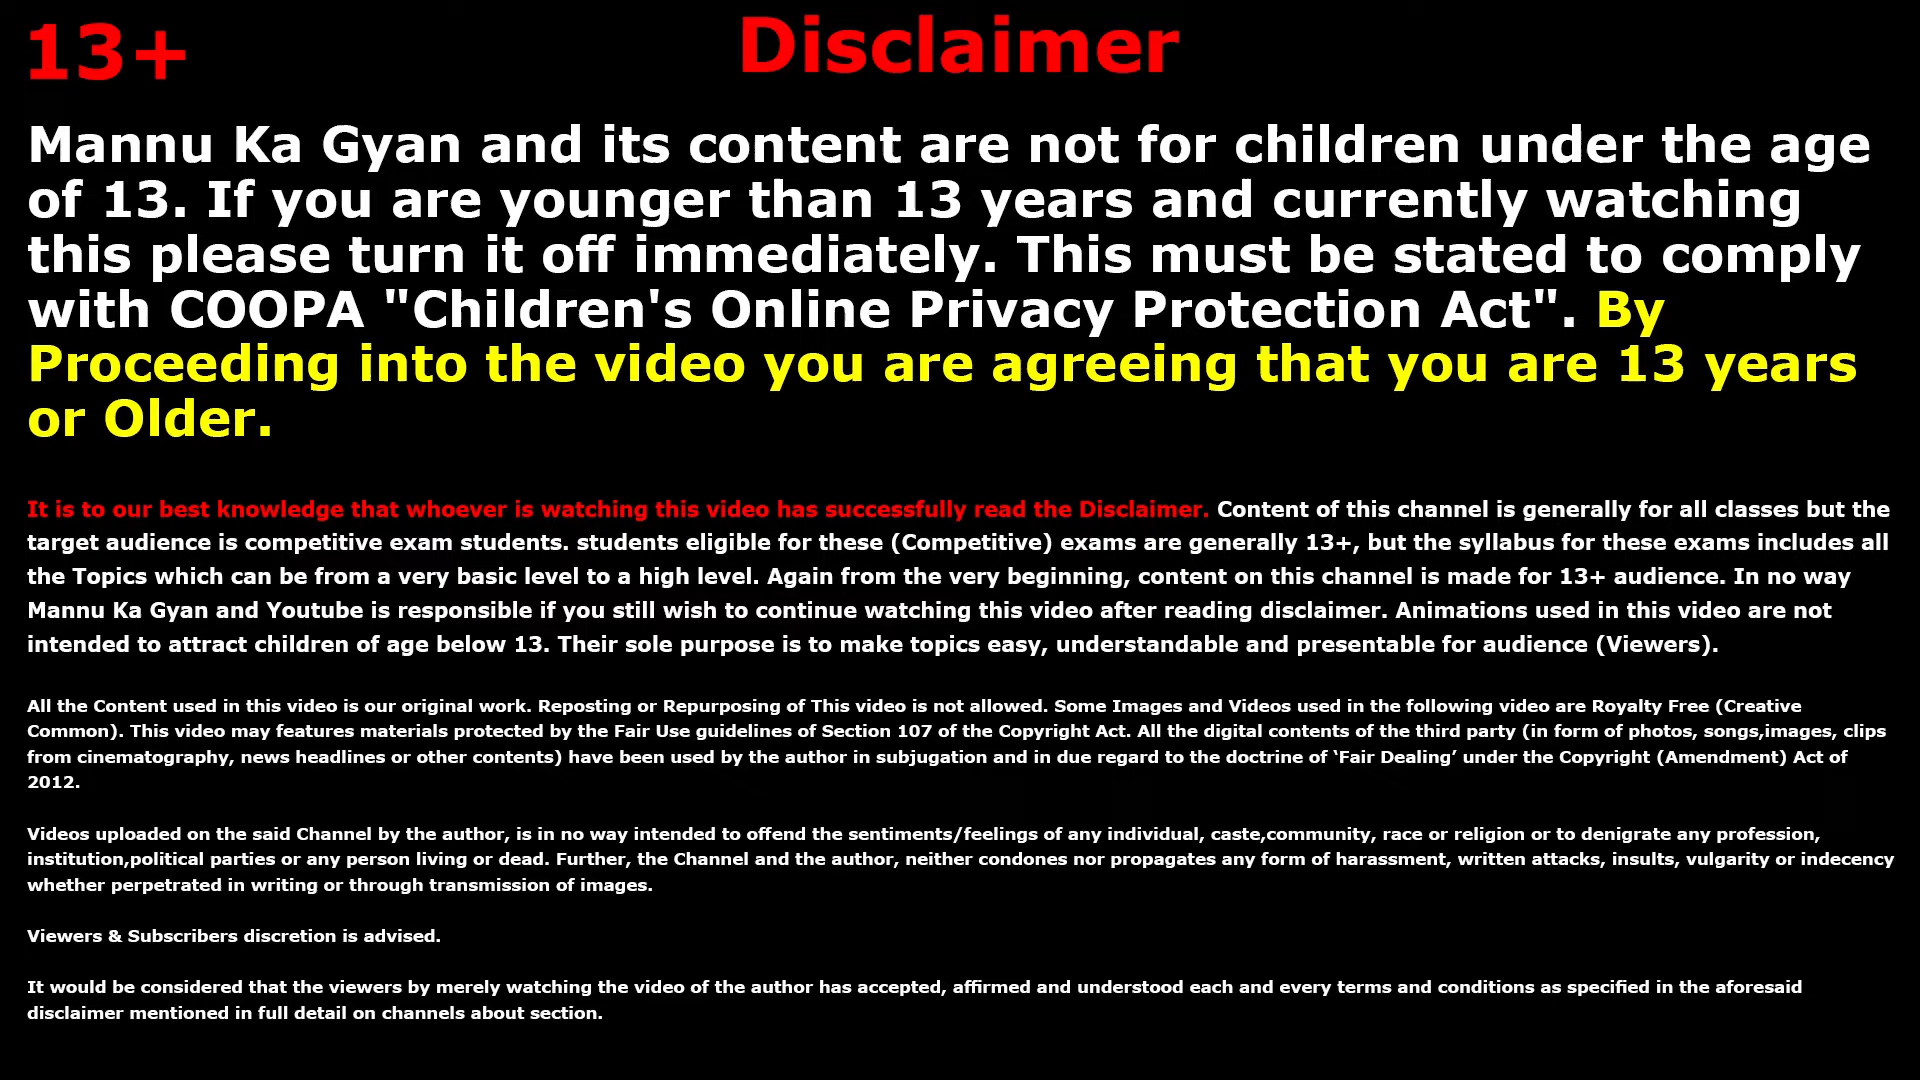 13+
Disclaimer
Mannu Ka Gyan and its content are not for children under the age
of 13. If you are younger than 13 years and currently watching
this please turn it off immediately. This must be stated to comply
with COOPA "Children's Online Privacy Protection Act". By
Proceeding into the video you are agreeing that you are 13 years
or Older.
It is to our best knowledge that whoever is watching this video has successfully read the Disclaimer. Content of this channel is generally for all classes but the
target audience is competitive exam students. students eligible for these (Competitive) exams are generally 13+, but the syllabus for these exams includes all
the Topics which can be from a very basic level to a high level. Again from the very beginning, content on this channel is made for 13+ audience. In no way
Mannu Ka Gyan and Youtube is responsible if you still wish to continue watching this video after reading disclaimer. Animations used in this video are not
intended to attract children of age below 13. Their sole purpose is to make topics easy, understandable and presentable for audience (Viewers).
All the Content used in this video is our original work. Reposting or Repurposing of This video is not allowed. Some Images and Videos used in the following video are Royalty Free (Creative
Common). This video may features materials protected by the Fair Use guidelines of Section 107 of the Copyright Act. All the digital contents of the third party (in form of photos, songs,images, clips
from cinematography, news headlines or other contents) have been used by the author in subjugation and in due regard to the doctrine of ‘Fair Dealing’ under the Copyright (Amendment) Act of
2012.
Videos uploaded on the said Channel by the author, is in no way intended to offend the sentiments/feelings of any individual, caste,community, race or religion or to denigrate any profession,
institution,political parties or any person living or dead. Further, the Channel and the author, neither condones nor propagates any form of harassment, written attacks, insults, vulgarity or indecency
whether perpetrated in writing or through transmission of images.
Viewers & Subscribers discretion is advised.
It would be considered that the viewers by merely watching the video of the author has accepted, affirmed and understood each and every terms and conditions as specified in the aforesaid
disclaimer mentioned in full detail on channels about section.